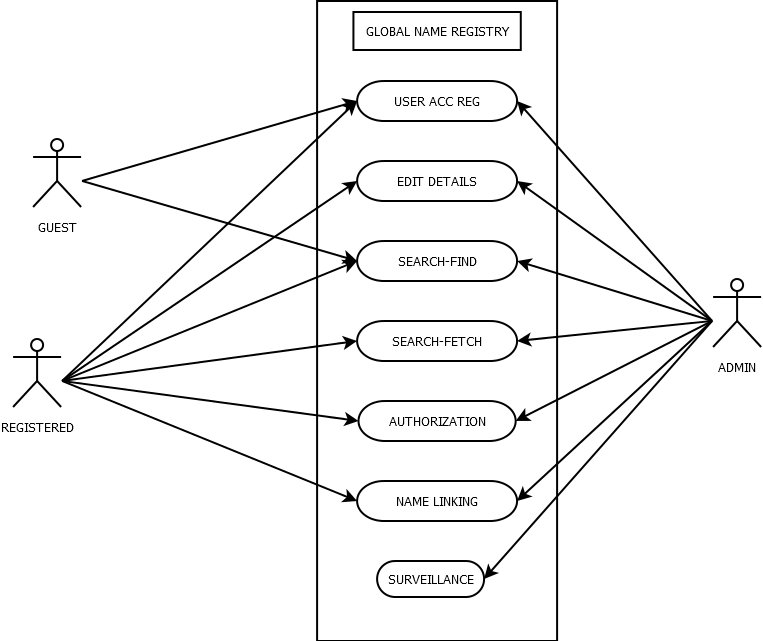 GLOBAL NAME REGISTRY
USER ACC REG
EDIT DETAILS
GUEST
SEARCH-FIND
SEARCH-FETCH
ADMIN
AUTHORIZATION
REGISTERED
NAME LINKING
SURVEILLANCE